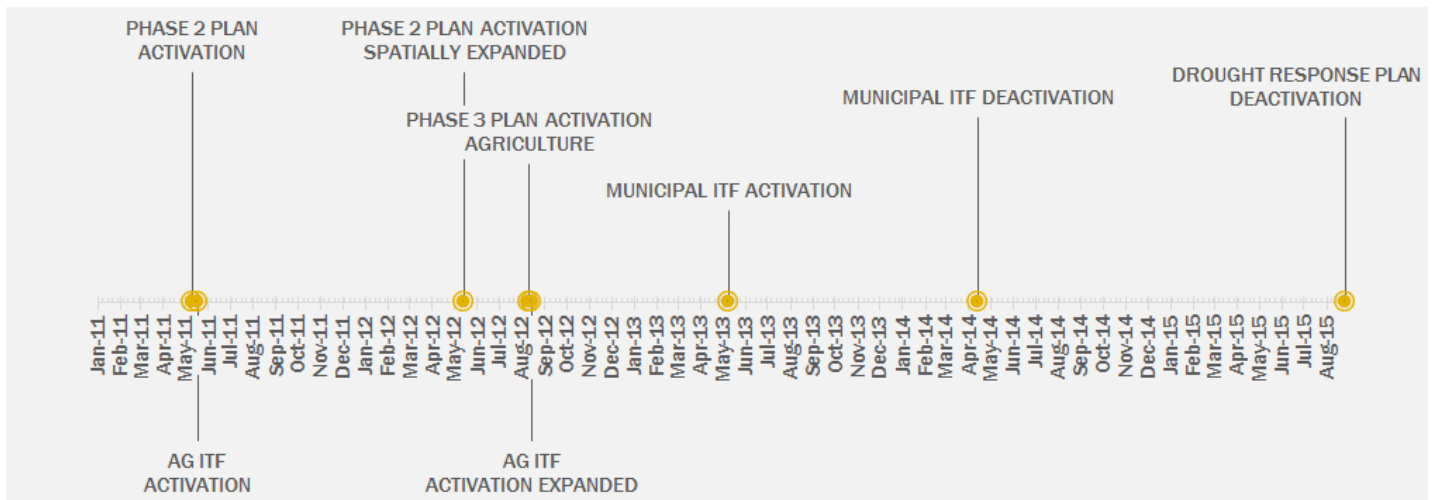 PHASE 2 PLAN
ACTIVATION
PHASE 2 PLAN ACTIVATION
SPATIALLY EXPANDED
PHASE 3 PLAN ACTIVATION
AGRICULTURE
MUNICIPAL ITF ACTIVATION
MUNICIPAL ITF DEACTIVATION
DROUGHT RESPONSE PLAN
DEACTIVATION
Jan-11
Feb-11
Mar-11
Apr-11
May-11
Jun-11
Jul-11
Aug-11
Sep-11
Oct-11
Nov-11
Dec-11
Jan-12
Feb-12
Mar-12
Apr-12
May-12
Jun-12
Jul-12
Aug-12
Sep-12
Oct-12
Nov-12
Dec-12
Jan-13
Feb-13
Mar-13
Apr-13
May-13
Jun-13
Jul-13
Aug-13
Sep-13
Oct-13
Nov-13
Dec-13
Jan-14
Feb-14
Mar-14
Apr-14
May-14
Jun-14
Jul-14
Aug-14
Sep-14
Oct-14
Nov-14
Dec-14
Jan-15
Feb-15
Mar-15
Apr-15
May-15
Jun-15
Jul-15
Aug-15
AG ITF
ACTIVATION
AG ITF
ACTIVATION EXPANDED